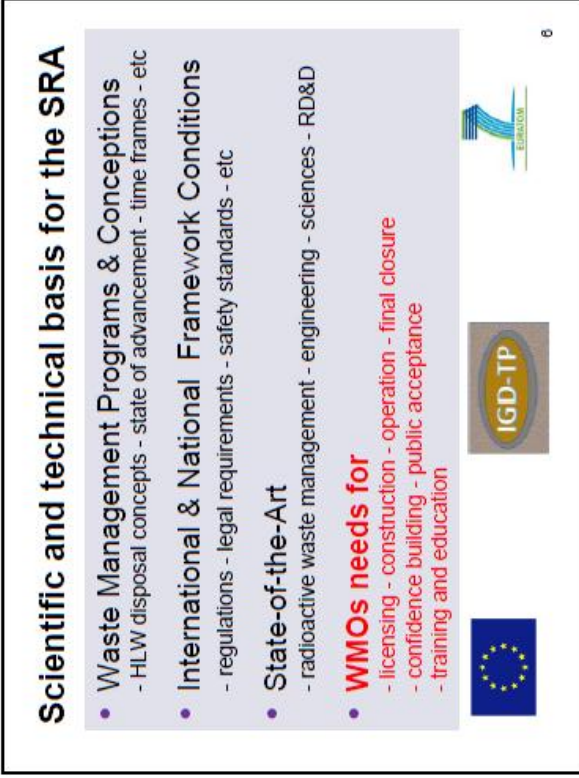 Scientific and technical basis for the SRA
• Waste Management Programs & Conceptions
- HLW disposal concepts - state of advancement - time frames - etc
• International & National Framework Conditions
- regulations - legal requirements - safety standards - etc
• State-of-the-Art
- radioactive waste management - engineering - sciences - RD&D
• WMOs needs for
- licensing - construction - operation - final closure
- confidence building - public acceptance
- training and education
IGD-TP
EURATOM
6